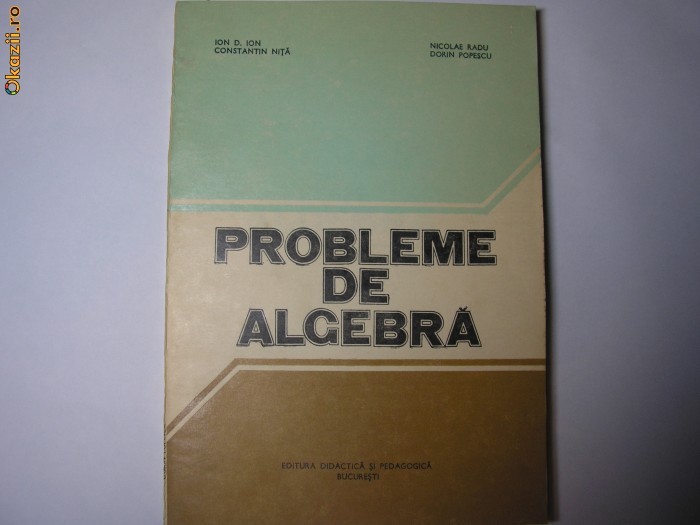 Okazii.ro
ION D. ION
CONSTANTIN NIȚĂ
NICOLAE RADU
DORIN POPESCU
PROBLEME
DE
ALGEBRĂ
EDITURA DIDACTICĂ ȘI PEDAGOGICĂ
BUCUREȘTI